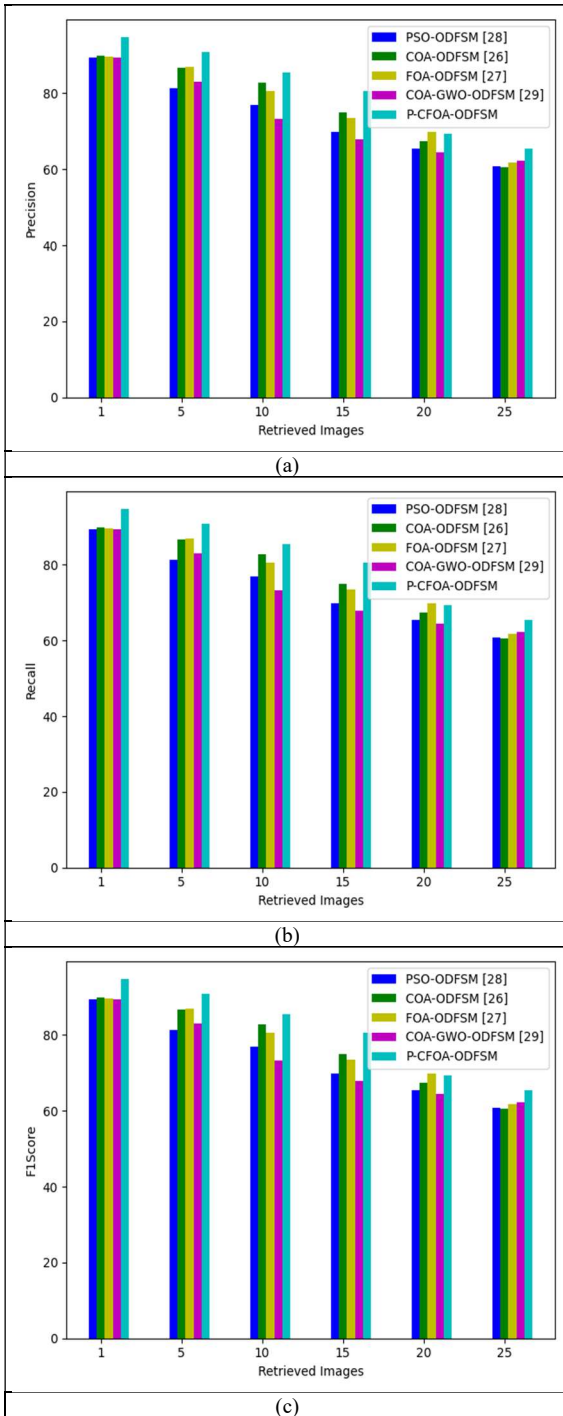 PSO-ODFSM [28]
COA-ODFSM [26]
FOA-ODFSM [27]
COA-GWO-ODFSM [29]
P-CFOA-ODFSM
80
60
40
20
0
Precision
1 5 10 15 20 25
Retrieved Images
(a)
PSO-ODFSM [28]
COA-ODFSM [26]
FOA-ODFSM [27]
COA-GWO-ODFSM [29]
P-CFOA-ODFSM
80
60
40
20
0
Recall
1 5 10 15 20 25
Retrieved Images
(b)
PSO-ODFSM [28]
COA-ODFSM [26]
FOA-ODFSM [27]
COA-GWO-ODFSM [29]
P-CFOA-ODFSM
80
60
40
20
0
F1Score
1 5 10 15 20 25
Retrieved Images
(c)